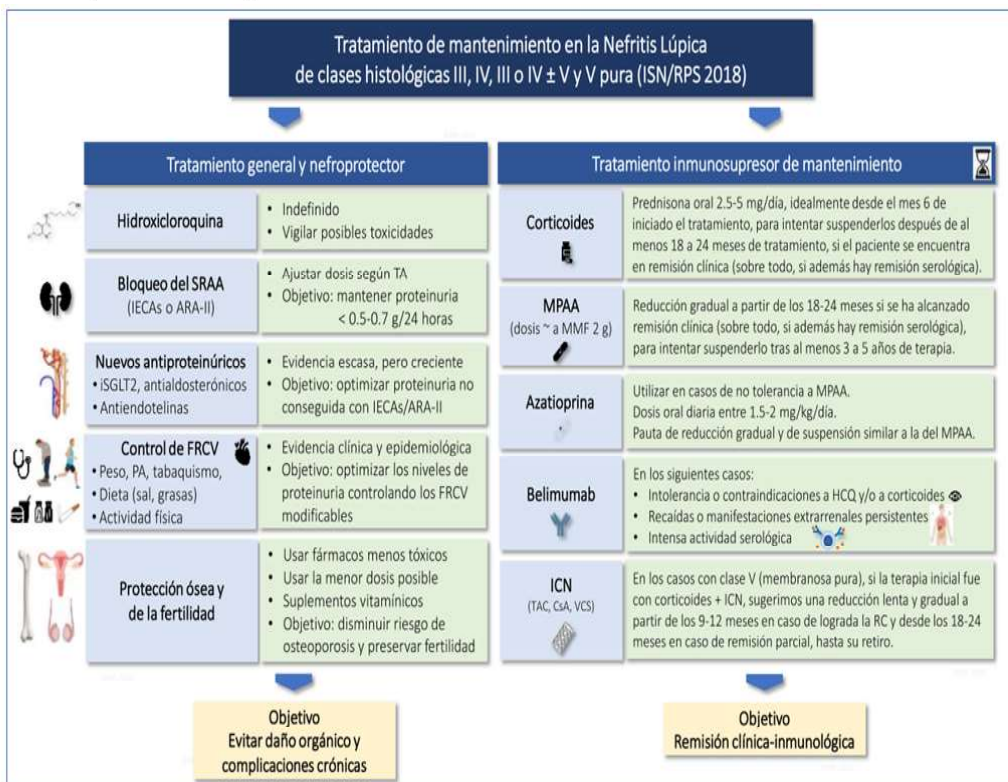 Tratamiento de mantenimiento en la Nefritis Lúpica
de clases histológicas III, IV, III o IV ± V y V pura (ISN/RPS 2018)
Tratamiento general y nefroprotector
Hidroxicloroquina
• Indefinido
• Vigilar posibles toxicidades
Bloqueo del SRAA
(IECAs o ARA-II)
• Ajustar dosis según TA
• Objetivo: mantener proteinuria
< 0.5-0.7 g/24 horas
Nuevos antiproteinúricos
• iSGLT2, antialdosterónicos
• Antiendotelinas
• Evidencia escasa, pero creciente
• Objetivo: optimizar proteinuria no
conseguida con IECAs/ARA-II
Control de FRCV
• Peso, PA, tabaquismo,
• Dieta (sal, grasas)
• Actividad física
• Evidencia clínica y epidemiológica
• Objetivo: optimizar los niveles de
proteinuria controlando los FRCV
modificables
Protección ósea y
de la fertilidad
• Usar fármacos menos tóxicos
• Usar la menor dosis posible
• Suplementos vitamínicos
• Objetivo: disminuir riesgo de
osteoporosis y preservar fertilidad
Objetivo
Evitar daño orgánico y
complicaciones crónicas
Tratamiento inmunosupresor de mantenimiento
Corticoides
Prednisona oral 2.5-5 mg/día, idealmente desde el mes 6 de
iniciado el tratamiento, para intentar suspenderlos después de al
menos 18 a 24 meses de tratamiento, si el paciente se encuentra
en remisión clínica (sobre todo, si además hay remisión serológica).
MPAA
(dosis ~ a MMF 2 g)
Reducción gradual a partir de los 18-24 meses si se ha alcanzado
remisión clínica (sobre todo, si además hay remisión serológica),
para intentar suspenderlo tras al menos 3 a 5 años de terapia.
Azatioprina
Utilizar en casos de no tolerancia a MPAA.
Dosis oral diaria entre 1.5-2 mg/kg/día.
Pauta de reducción gradual y de suspensión similar a la del MPAA.
Belimumab
En los siguientes casos:
• Intolerancia o contraindicaciones a HCQ y/o a corticoides
• Recaídas o manifestaciones extrarrenales persistentes
• Intensa actividad serológica
ICN
(TAC, CsA, VCS)
En los casos con clase V (membranosa pura), si la terapia inicial fue
con corticoides + ICN, sugerimos una reducción lenta y gradual a
partir de los 9-12 meses en caso de lograda la RC y desde los 18-24
meses en caso de remisión parcial, hasta su retiro.
Objetivo
Remisión clínica-inmunológica